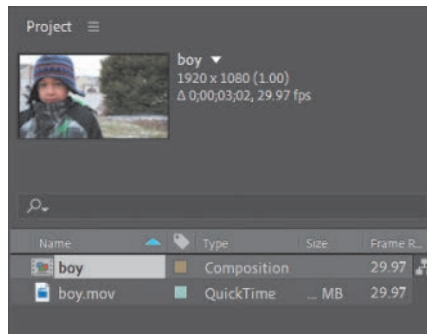 Project
boy
1920 x 1080 (1.00)
Δ 0;00;03;02, 29.97 fps
Name Type Size Frame R...
boy Composition 29.97
boy.mov QuickTime ... MB 29.97